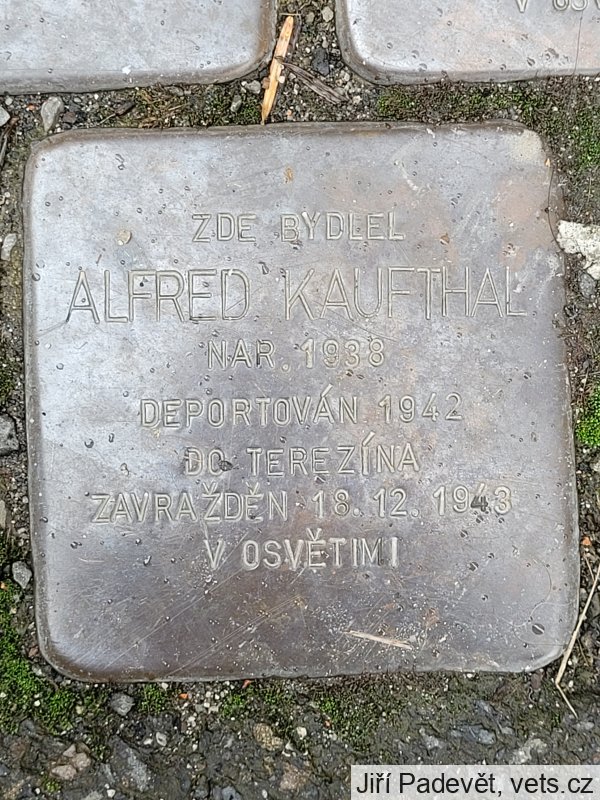 V OSV
ZDE BYDLEL
ALFRED KAUFTHAL
NAR. 1938
DEPORTOVÁN 1942
DO TEREZÍNA
ZAVRAŽDĚN 18.12.1943
V OSVĚTIMI
Jiří Padevět, vets.cz